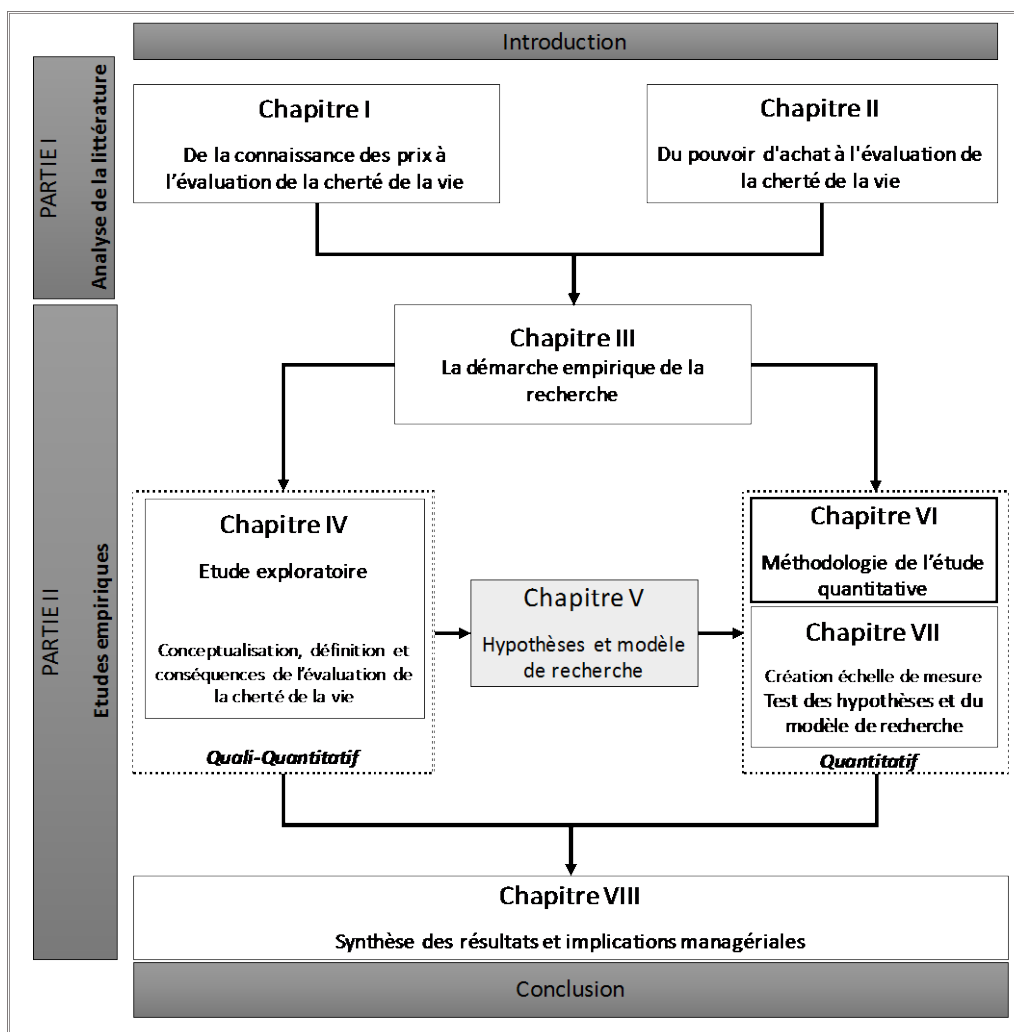 Introduction
PARTIE I
Analyse de la littérature
Chapitre I
De la connaissance des prix à
l'évaluation de la cherté de la vie
Chapitre II
Du pouvoir d'achat à l'évaluation de
la cherté de la vie
PARTIE II
Etudes empiriques
Chapitre III
La démarche empirique de la
recherche
Chapitre IV
Etude exploratoire
Conceptualisation, définition et
conséquences de l'évaluation de
la cherté de la vie
Quali-Quantitatif
Chapitre V
Hypothèses et modèle
de recherche
Chapitre VI
Méthodologie de l'étude
quantitative
Chapitre VII
Création échelle de mesure
Test des hypothèses et du
modèle de recherche
Quantitatif
Chapitre VIII
Synthèse des résultats et implications managériales
Conclusion